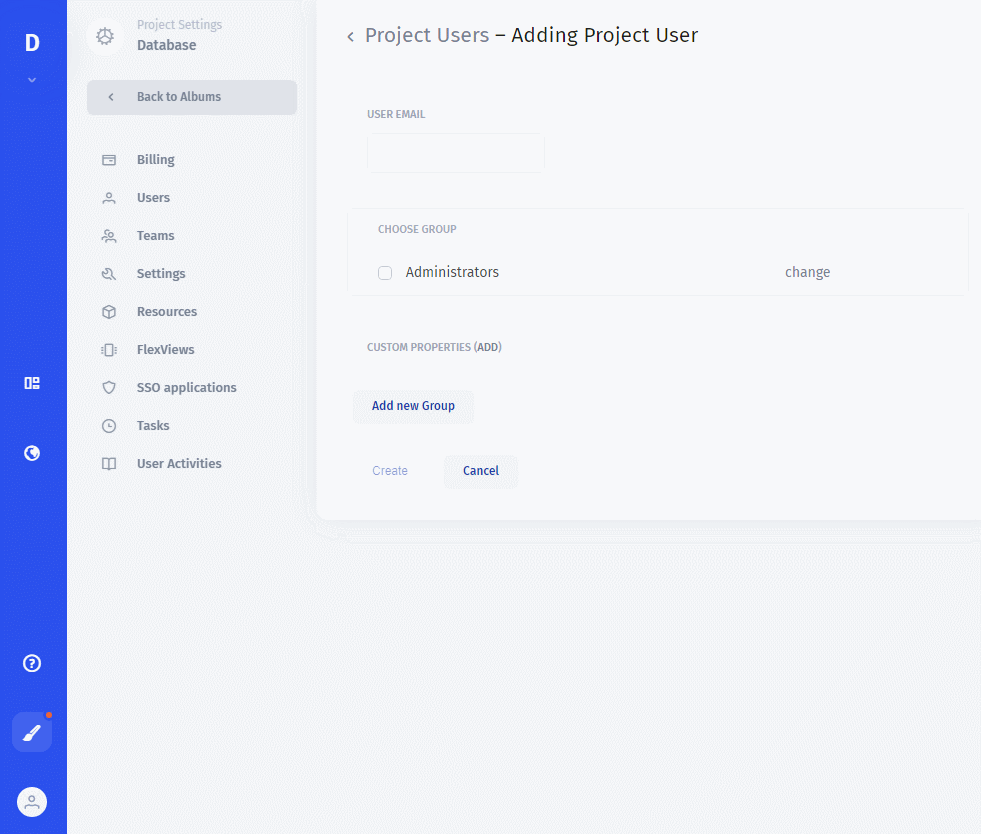 D
Project Settings
Database
Back to Albums
Billing
Users
Teams
Settings
Resources
FlexViews
SSO applications
Tasks
User Activities
Project Users – Adding Project User
USER EMAIL
CHOOSE GROUP
Administrators change
CUSTOM PROPERTIES (ADD)
Add new Group
Create Cancel